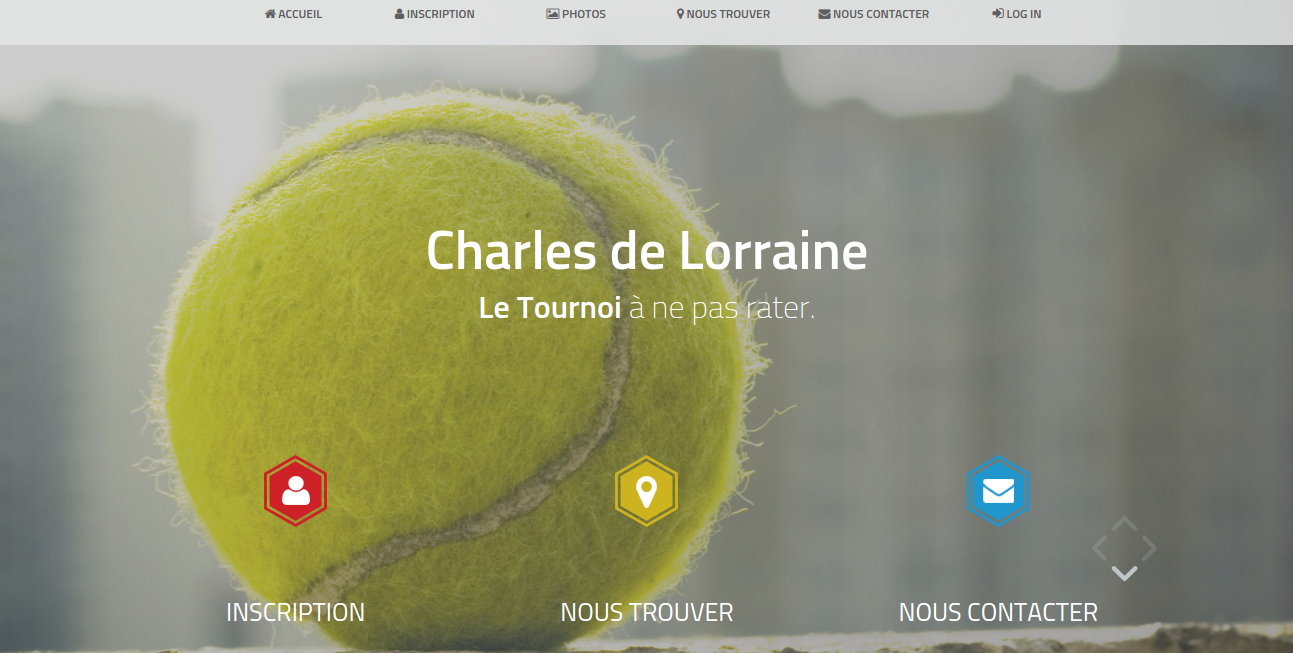 ACCUEIL INSCRIPTION PHOTOS NOUS TROUVER NOUS CONTACTER LOG IN
Charles de Lorraine
Le Tournoi à ne pas rater.
INSCRIPTION NOUS TROUVER NOUS CONTACTER